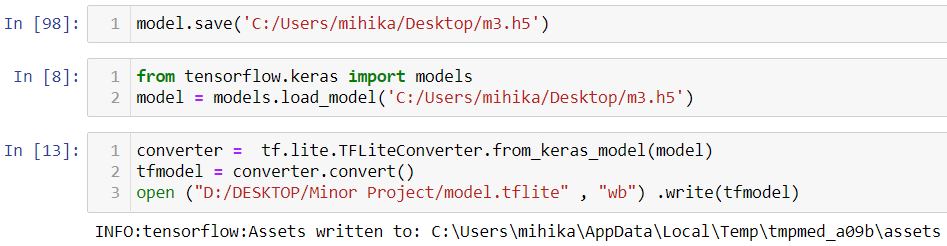 In [98]: 1 model.save('C:/Users/mihika/Desktop/m3.h5')
In [8]: 1 from tensorflow.keras import models
2 model = models.load_model('C:/Users/mihika/Desktop/m3.h5')
In [13]: 1 converter =  tf.lite.TFLiteConverter.from_keras_model(model)
2 tfmodel = converter.convert()
3 open ("D:/DESKTOP/Minor Project/model.tflite" , "wb") .write(tfmodel)
INFO:tensorflow:Assets written to: C:\Users\mihika\AppData\Local\Temp\tmpmed_a09b\assets